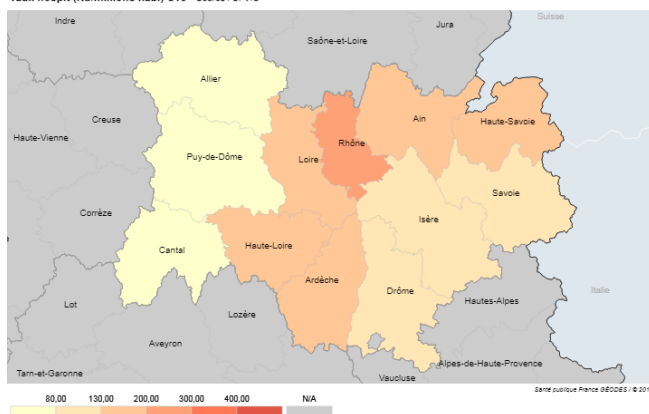 Jura
Suisse
Indre
Saône-et-Loire
Allier
Creuse
Ain
Haute-Savoie
Haute-Vienne
Rhône
Puy-de-Dôme
Loire
Savoie
Corrèze
Isère
Cantal
Haute-Loire
Ardèche
Drôme
Italie
Lot
Lozère
Hautes-Alpes
Aveyron
Tarn-et-Garonne
Vaucluse
Alpes-de-Haute-Provence
Santé publique France GÉODES / © 201
80,00 130,00 200,00 300,00 400,00 N/A